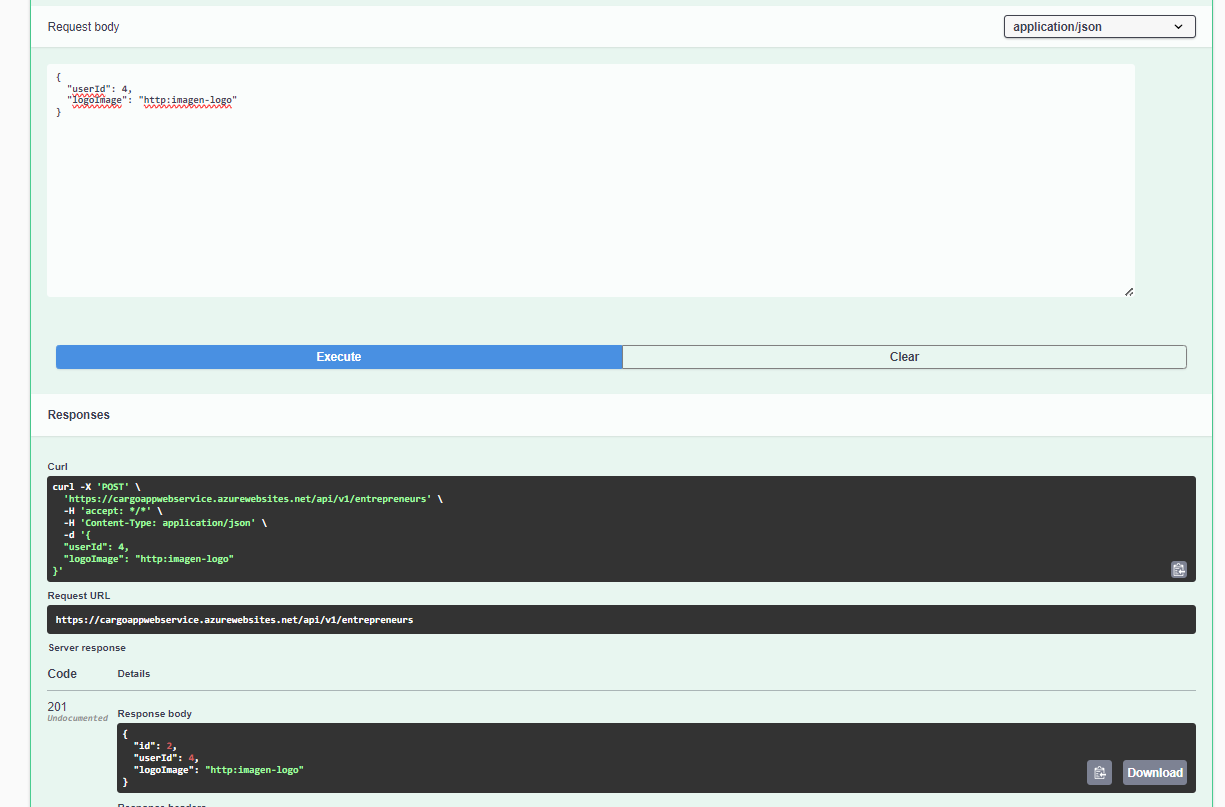 Request body
application/json
{
"userId": 4,
"logoImage": "http:imagen-logo"
}
Execute
Clear
Responses
Curl
curl -X 'POST' \
'https://cargoappwebservice.azurewebsites.net/api/v1/entrepreneurs' \
-H 'accept: */*' \
-H 'Content-Type: application/json' \
-d '{
"userId": 4,
"logoImage": "http:imagen-logo"
}'
Request URL
https://cargoappwebservice.azurewebsites.net/api/v1/entrepreneurs
Server response
Code
Details
201
Undocumented
Response body
{
"id": 2,
"userId": 4,
"logoImage": "http:imagen-logo"
}
Download
Response headers